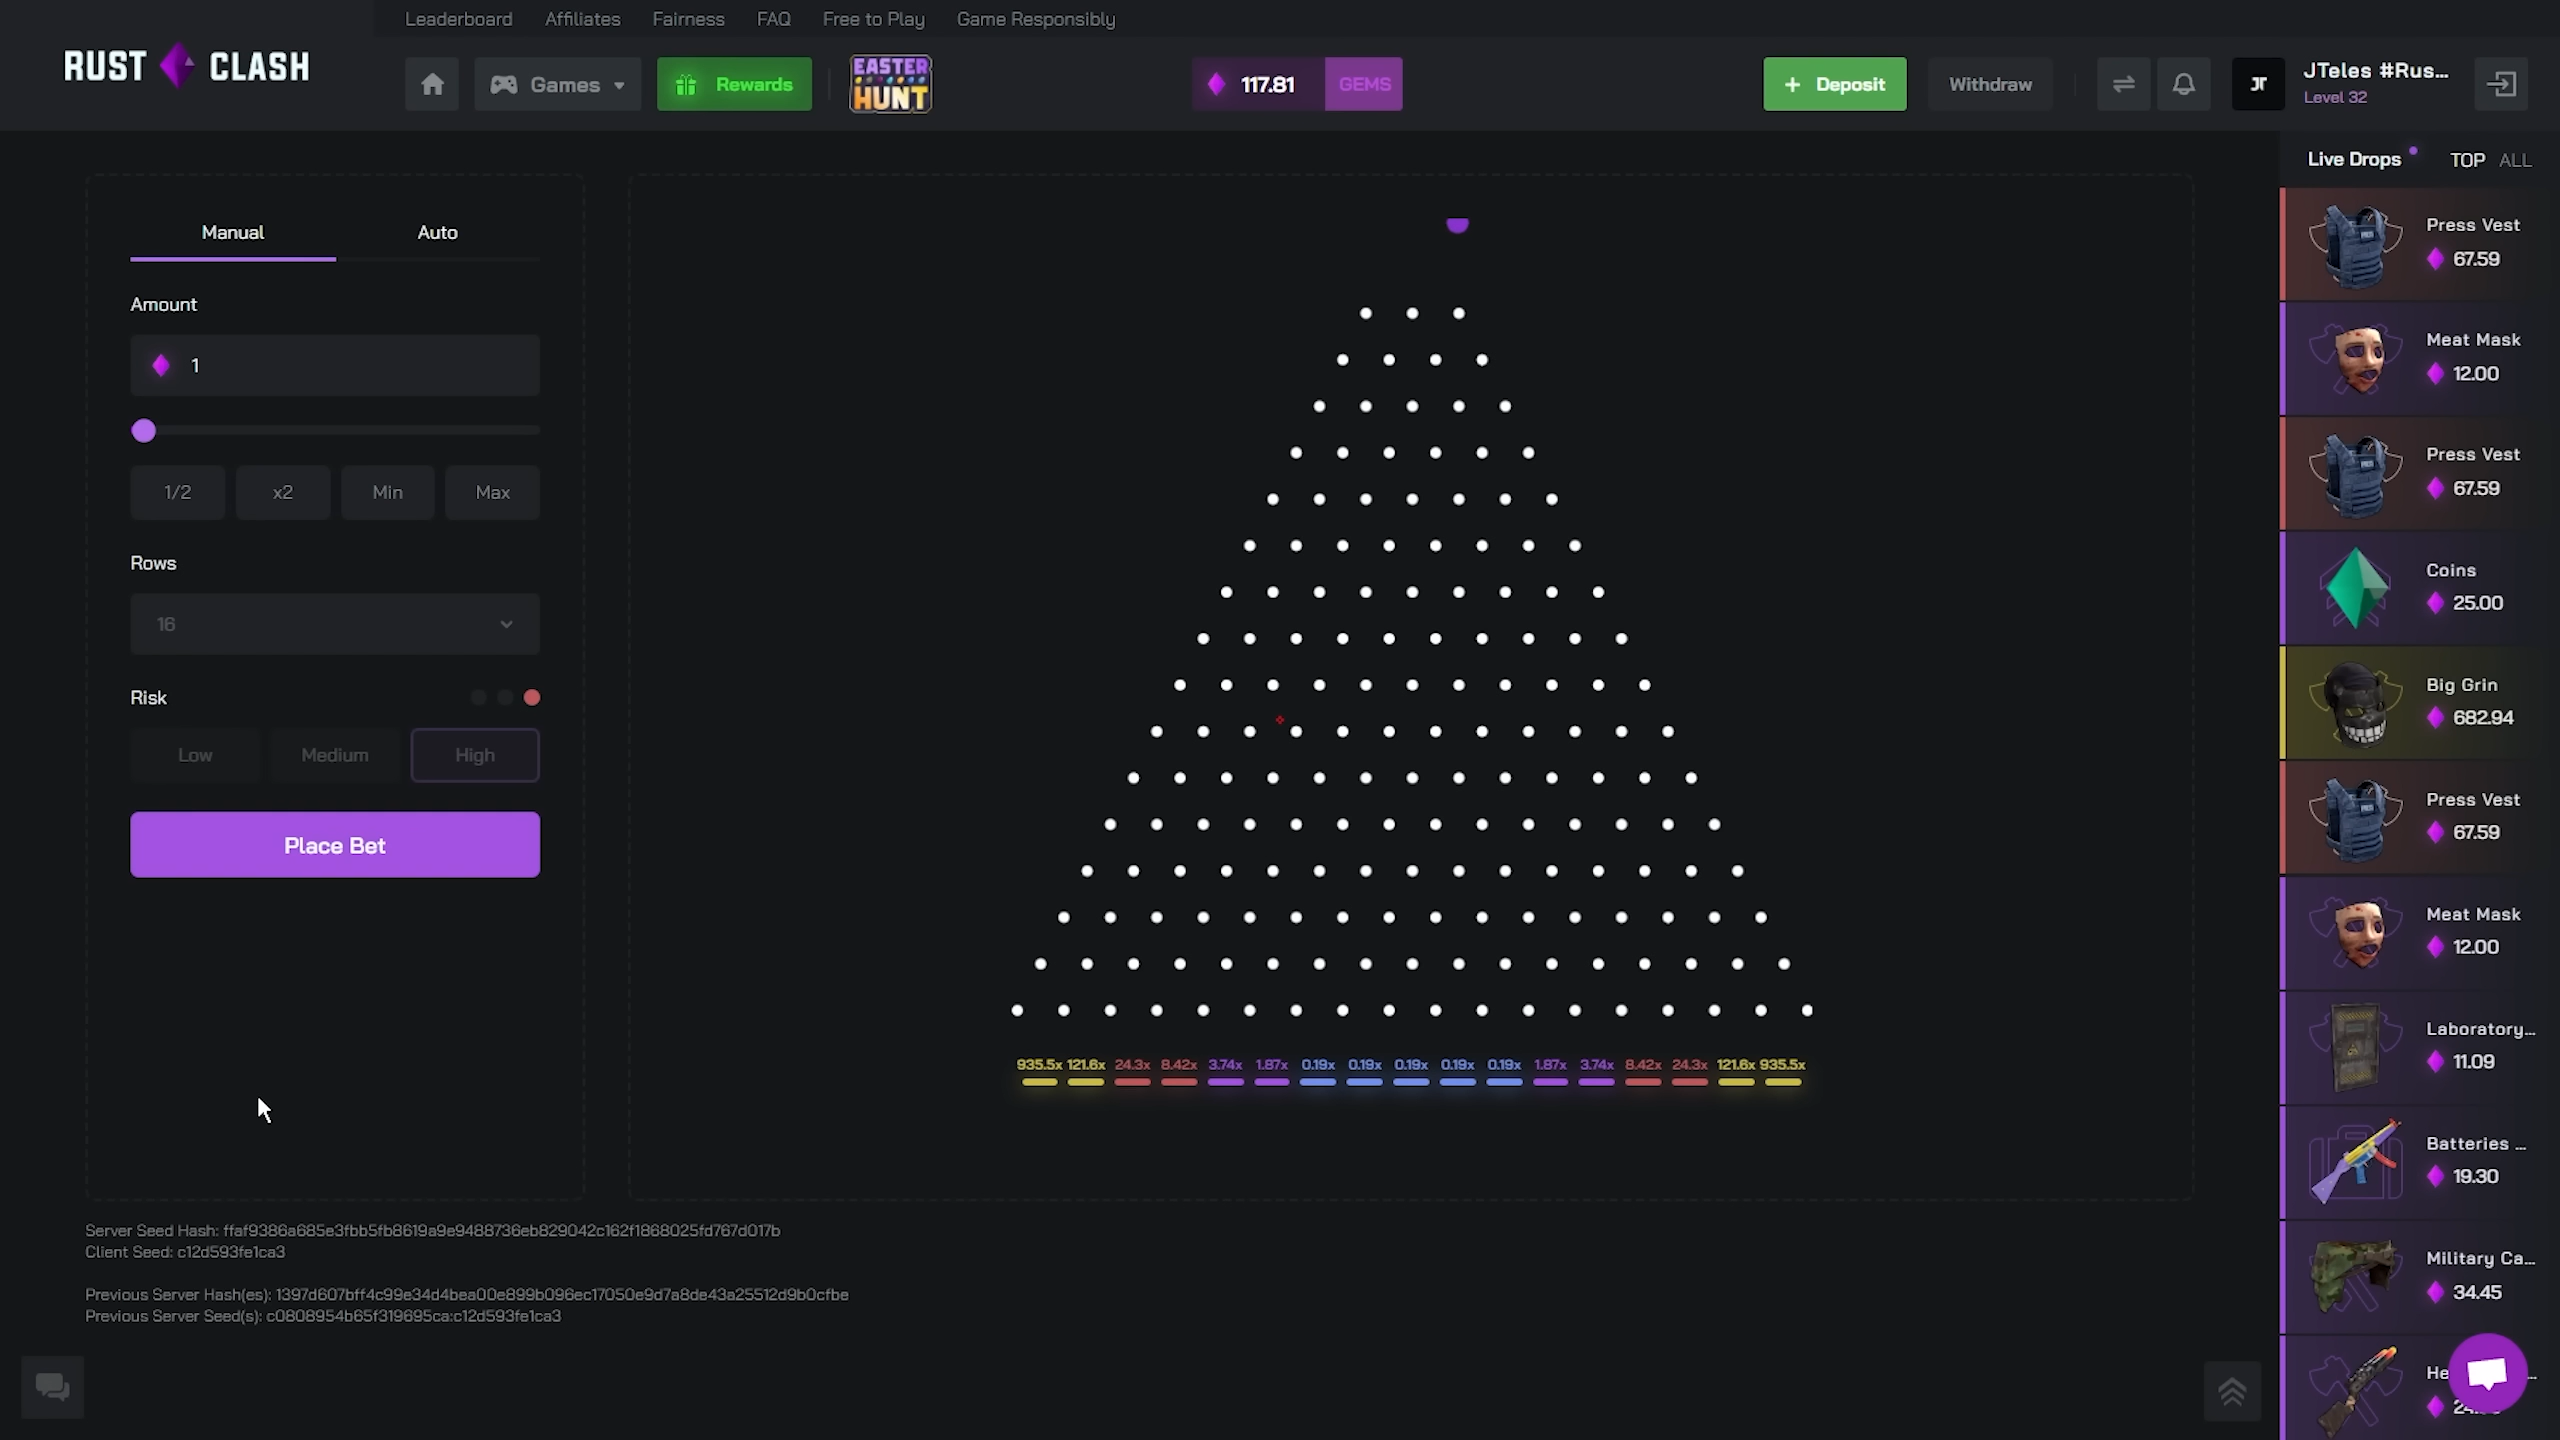 Leaderboard Affiliates Fairness FAQ Free to Play Game Responsibly
RUST CLASH
Games
Rewards
EASTER
HUNT
117.81
GEMS
+ Deposit
Withdraw
JT
JTeles #Rus...
Level 32
Live Drops
TOP ALL
Manual
Auto
Amount
1
1/2
x2
Min
Max
Rows
16
Risk
Low
Medium
High
Place Bet
935.5x 121.6x 24.3x 8.42x 3.74x 1.87x 0.19x 0.19x 0.19x 0.19x 0.19x 1.87x 3.74x 8.42x 24.3x 121.6x 935.5x
Server Seed Hash: ffaf9386a685e3fbb5fb8619a9e9488736eb829042c162f1868025fd767d017b
Client Seed: c12d593fe1ca3
Previous Server Hash(es): 1397d607bff4c99e34d4bea00e899b096ec17050e9d7a8de43a25512d9b0cfbe
Previous Server Seed(s): c0808954b65f319695ca:c12d593fe1ca3
Press Vest
67.59
Meat Mask
12.00
Press Vest
67.59
Coins
25.00
Big Grin
682.94
Press Vest
67.59
Meat Mask
12.00
Laboratory...
11.09
Batteries ...
19.30
Military Ca...
34.45